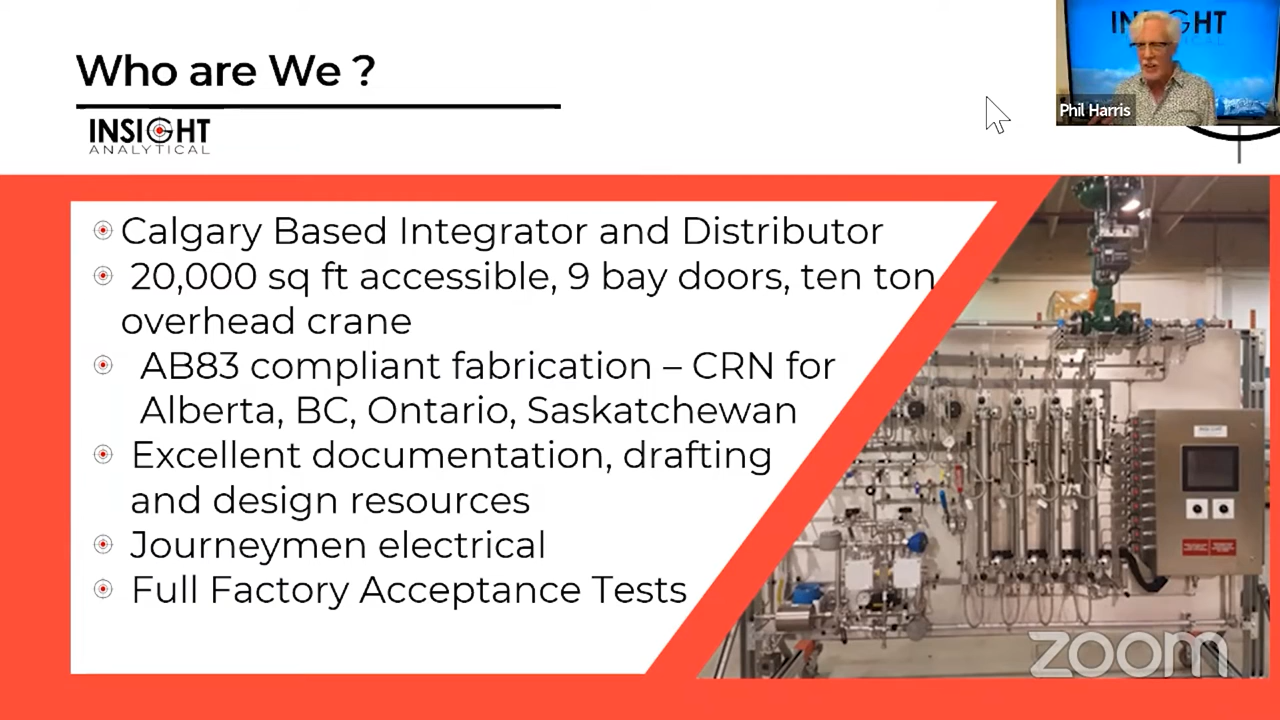 Who are We ?
INSIGHT
ANALYTICAL
Phil Harris
Calgary Based Integrator and Distributor
20,000 sq ft accessible, 9 bay doors, ten ton
overhead crane
AB83 compliant fabrication – CRN for
Alberta, BC, Ontario, Saskatchewan
Excellent documentation, drafting
and design resources
Journeymen electrical
Full Factory Acceptance Tests
zoom